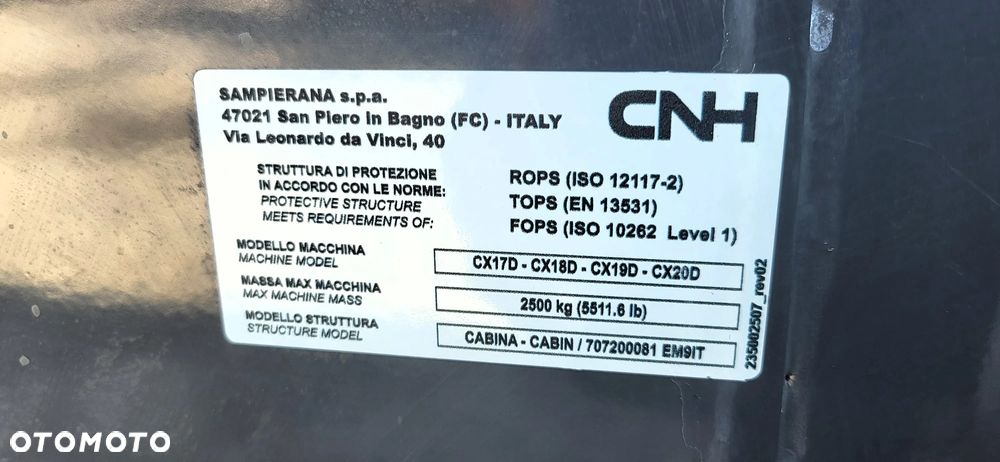 SAMPIERANA s.p.a.
47021 San Piero in Bagno (FC) - ITALY
Via Leonardo da Vinci, 40
CNH
STRUTTURA DI PROTEZIONE
IN ACCORDO CON LE NORME:
PROTECTIVE STRUCTURE
MEETS REQUIREMENTS OF:
ROPS (ISO 12117-2)
TOPS (EN 13531)
FOPS (ISO 10262 Level 1)
MODELLO MACCHINA
MACHINE MODEL
CX17D - CX18D - CX19D - CX20D
MASSA MAX MACCHINA
MAX MACHINE MASS
2500 kg (5511.6 lb)
MODELLO STRUTTURA
STRUCTURE MODEL
CABINA - CABIN / 707200081 EM9IT
235002507_rev02
OTOMOTO